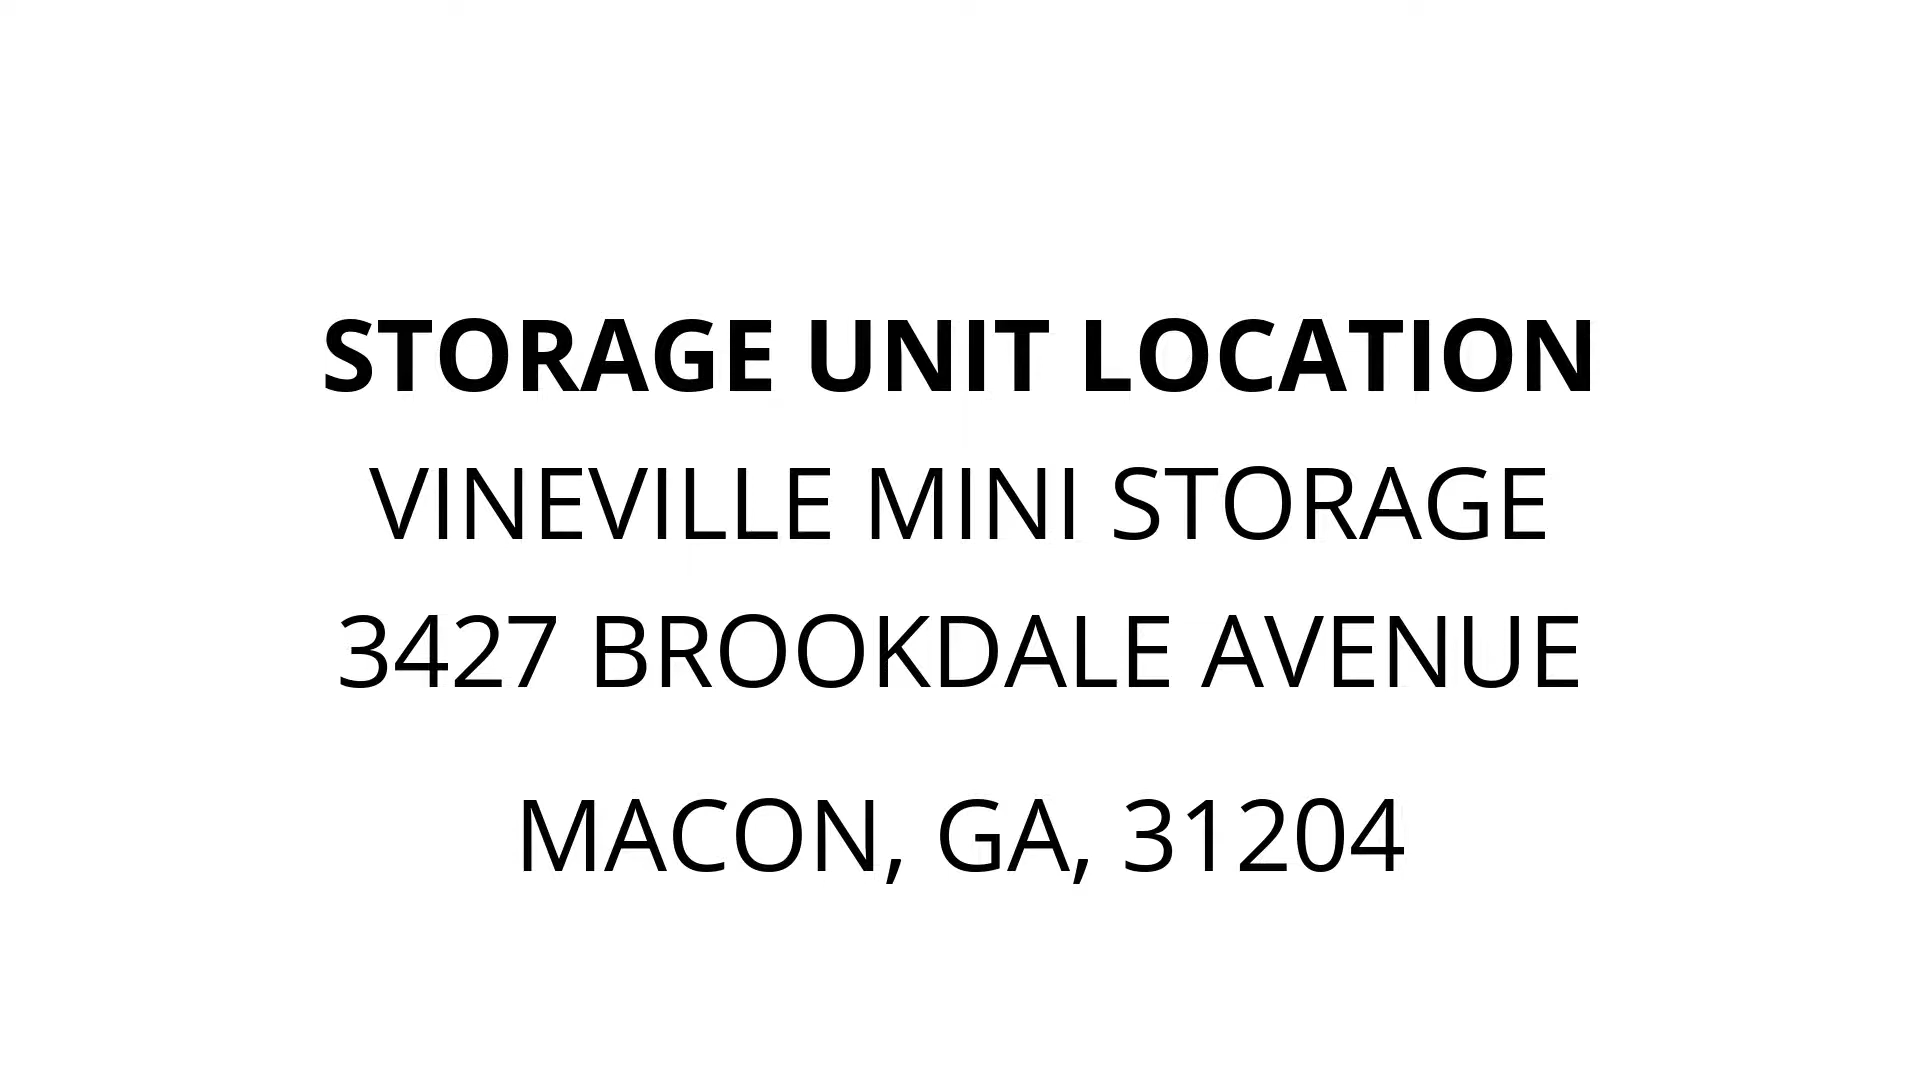 STORAGE UNIT LOCATION
VINEVILLE MINI STORAGE
3427 BROOKDALE AVENUE
MACON, GA, 31204